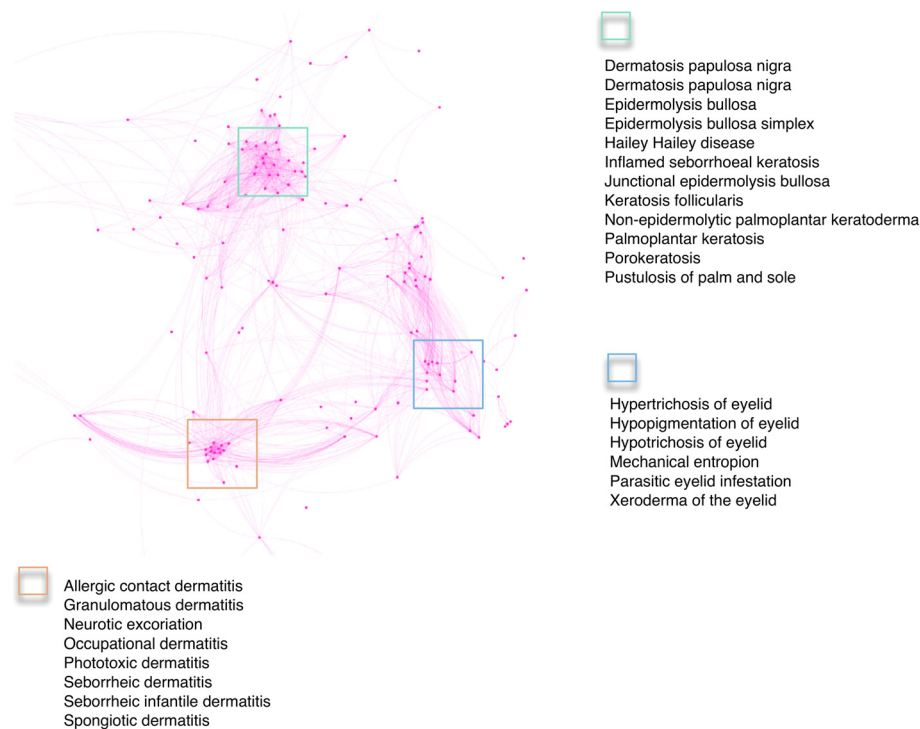 Dermatosis papulosa nigra
Dermatosis papulosa nigra
Epidermolysis bullosa
Epidermolysis bullosa simplex
Hailey Hailey disease
Inflamed seborrhoeal keratosis
Junctional epidermolysis bullosa
Keratosis follicularis
Non-epidermolytic palmoplantar keratoderma
Palmoplantar keratosis
Porokeratosis
Pustulosis of palm and sole
Hypertrichosis of eyelid
Hypopigmentation of eyelid
Hypotrichosis of eyelid
Mechanical entropion
Parasitic eyelid infestation
Xeroderma of the eyelid
Allergic contact dermatitis
Granulomatous dermatitis
Neurotic excoriation
Occupational dermatitis
Phototoxic dermatitis
Seborrheic dermatitis
Seborrheic infantile dermatitis
Spongiotic dermatitis